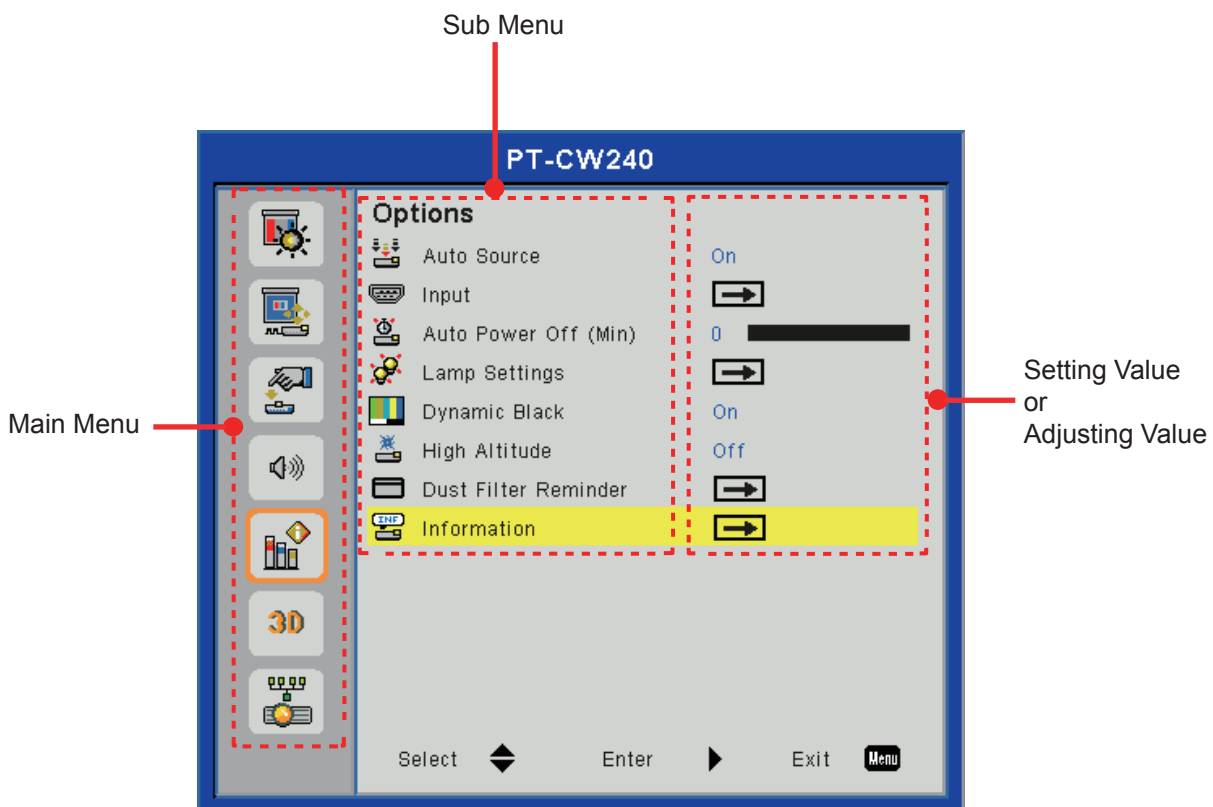 Sub Menu
PT-CW240
Options
Auto Source On
Input
Auto Power Off (Min) 0
Lamp Settings
Dynamic Black On
High Altitude Off
Dust Filter Reminder
INF
Information
3D
Main Menu
Setting Value
or
Adjusting Value
Select Enter Exit Menu